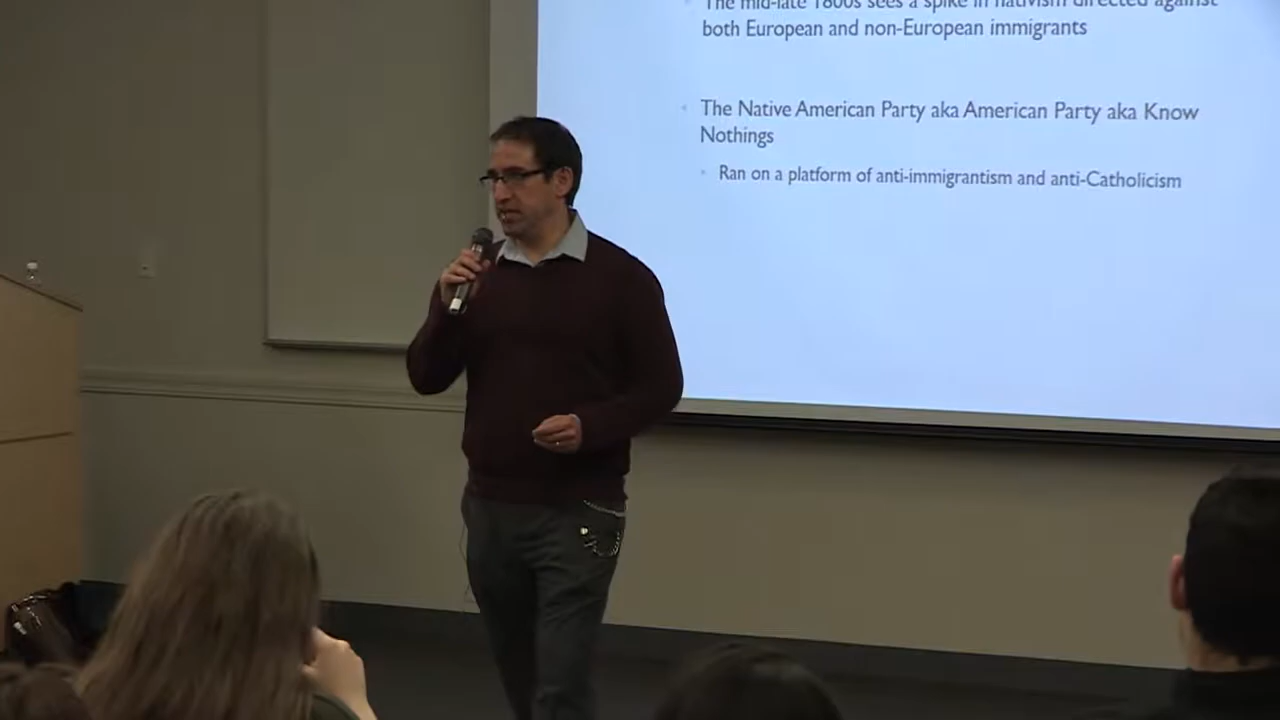 The mid-late 1800s sees a spike in nativism directed against
both European and non-European immigrants
The Native American Party aka American Party aka Know
Nothings
Ran on a platform of anti-immigrantism and anti-Catholicism